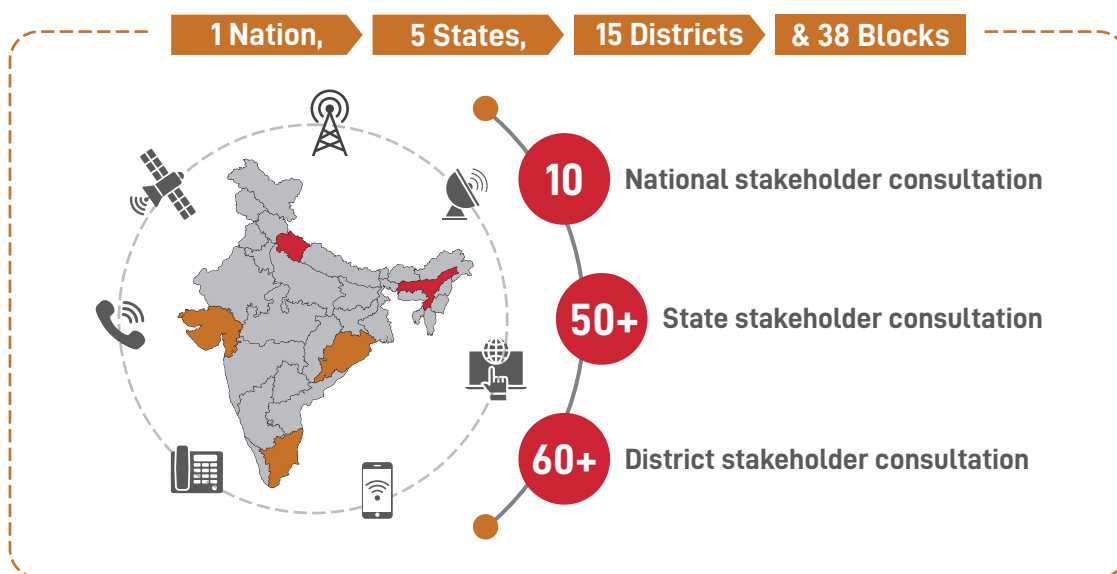 1 Nation,
5 States,
15 Districts
& 38 Blocks
10
National stakeholder consultation
50+
State stakeholder consultation
60+
District stakeholder consultation